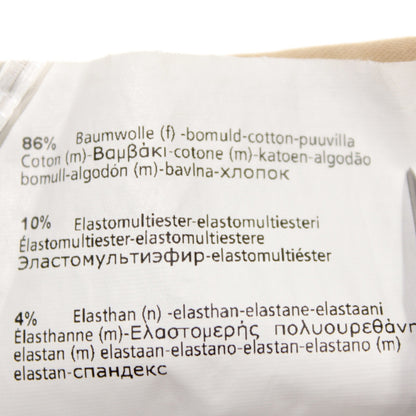 86% Baumwolle (f) -bomuld-cotton-puuvilla
Coton (m)-Βαμβάκι-cotone (m)-katoen-algodão
bomull-algodón (m)-bavlna-хлопок
10% Elastomultiester-elastomultiesteri
Élastomultiester-elastomultiestere
Эластомультиэфир-elastomultiéster
4% Elasthan (n) -elasthan-elastane-elastaani
Élasthanne (m)-Ελαστομερής πολυουρεθάνη
elastan (m) elastaan-elastano-elastan-elastano (m)
elastan-спандекс